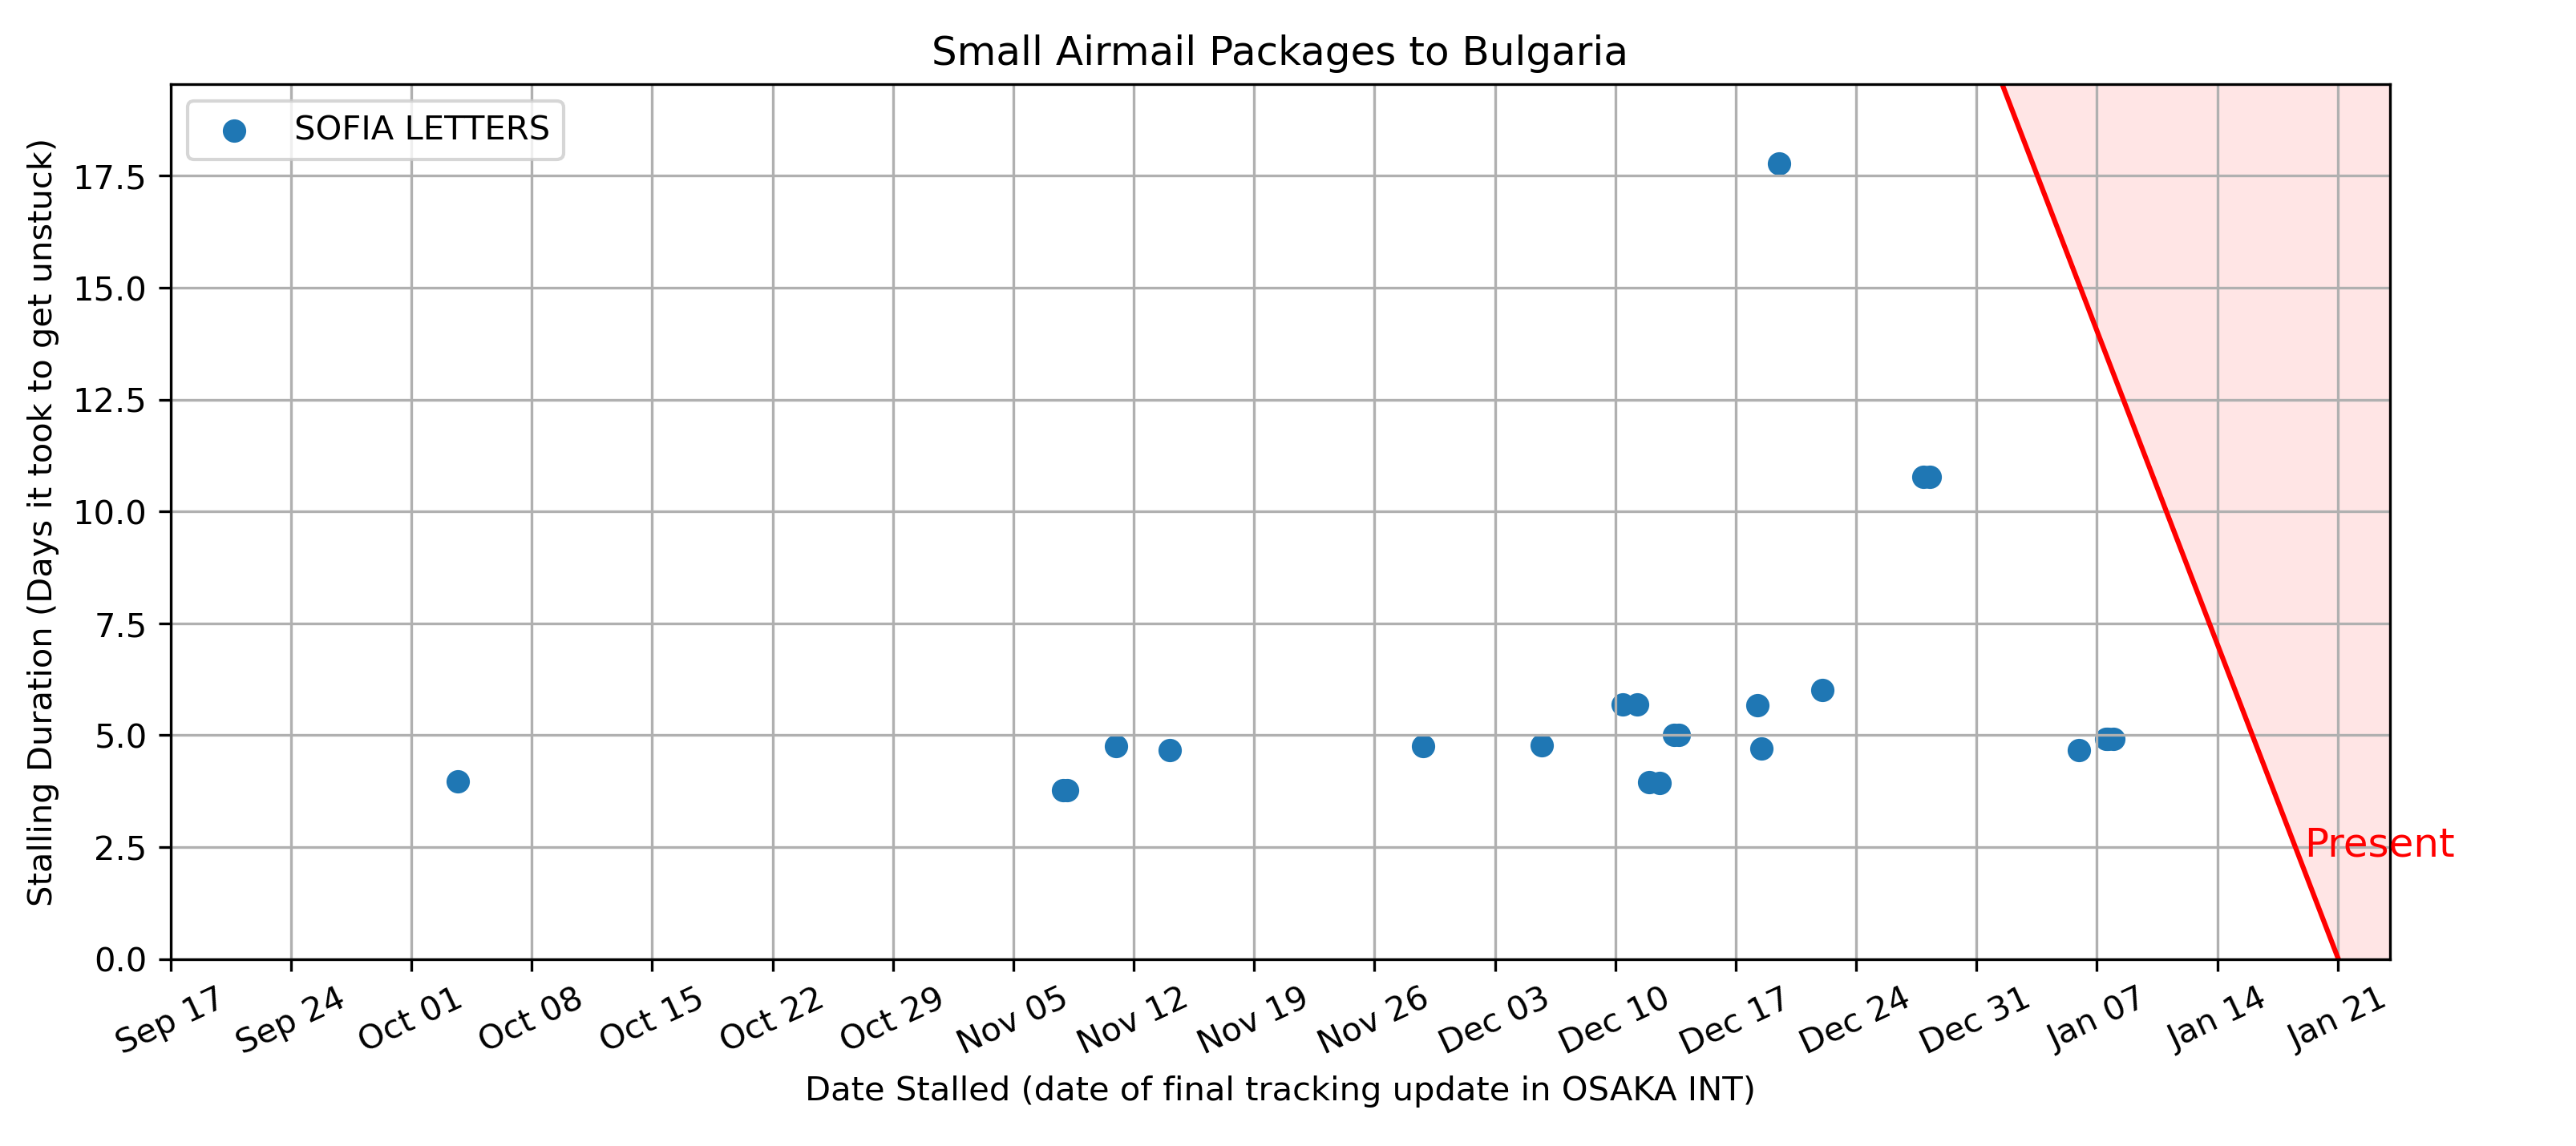 Small Airmail Packages to Bulgaria
SOFIA LETTERS
Stalling Duration (Days it took to get unstuck)
17.5
15.0
12.5
10.0
7.5
5.0
2.5
0.0
Present
Sep 17 Sep 24 Oct 01 Oct 08 Oct 15 Oct 22 Oct 29 Nov 05 Nov 12 Nov 19 Nov 26 Dec 03 Dec 10 Dec 17 Dec 24 Dec 31 Jan 07 Jan 14 Jan 21
Date Stalled (date of final tracking update in OSAKA INT)